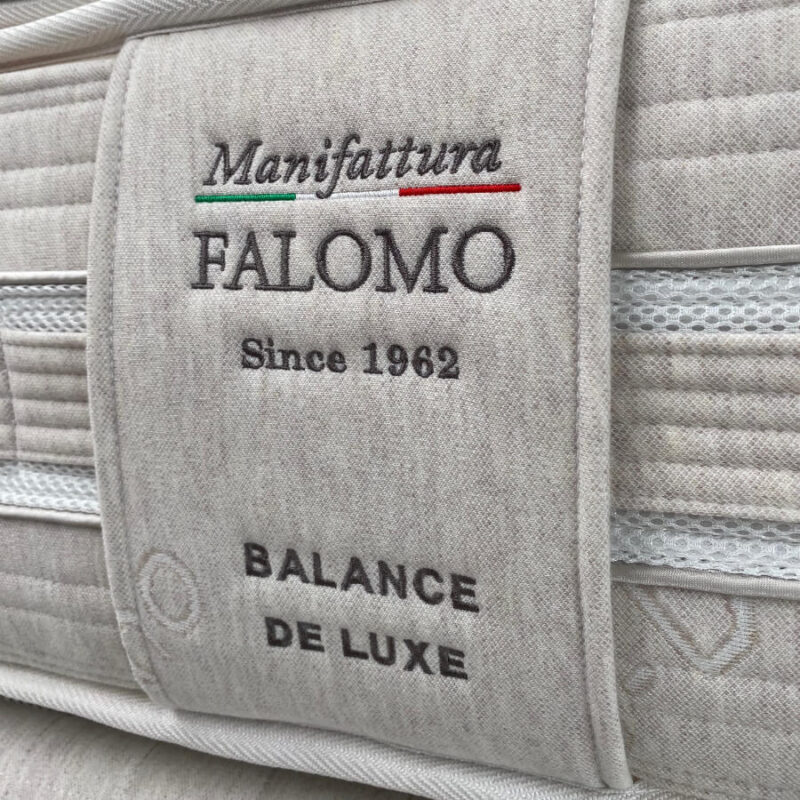 Manifattura
FALOMO
Since 1962
BALANCE
DE LUXE